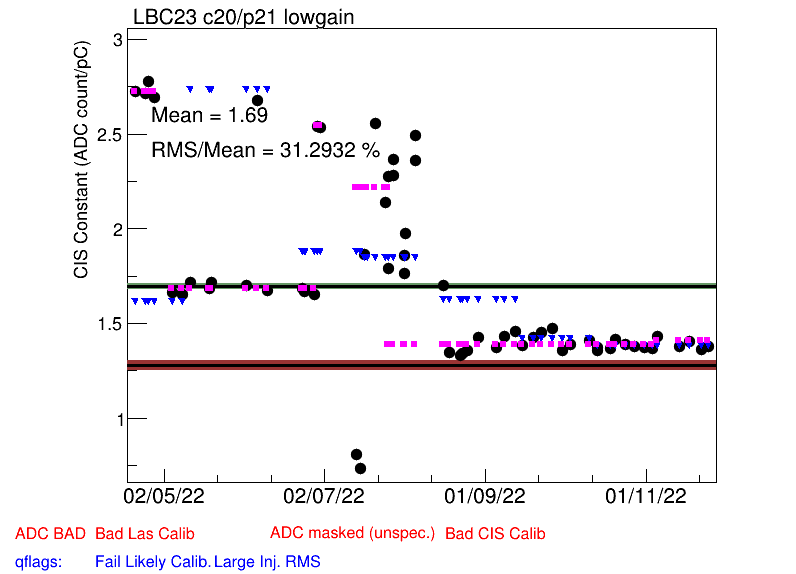 LBC23 c20/p21 lowgain
CIS Constant (ADC count/pC)
3
2.5
2
1.5
1
Mean = 1.69
RMS/Mean = 31.2932 %
02/05/22 02/07/22 01/09/22 01/11/22
ADC BAD Bad Las Calib ADC masked (unspec.) Bad CIS Calib
qflags: Fail Likely Calib. Large Inj. RMS